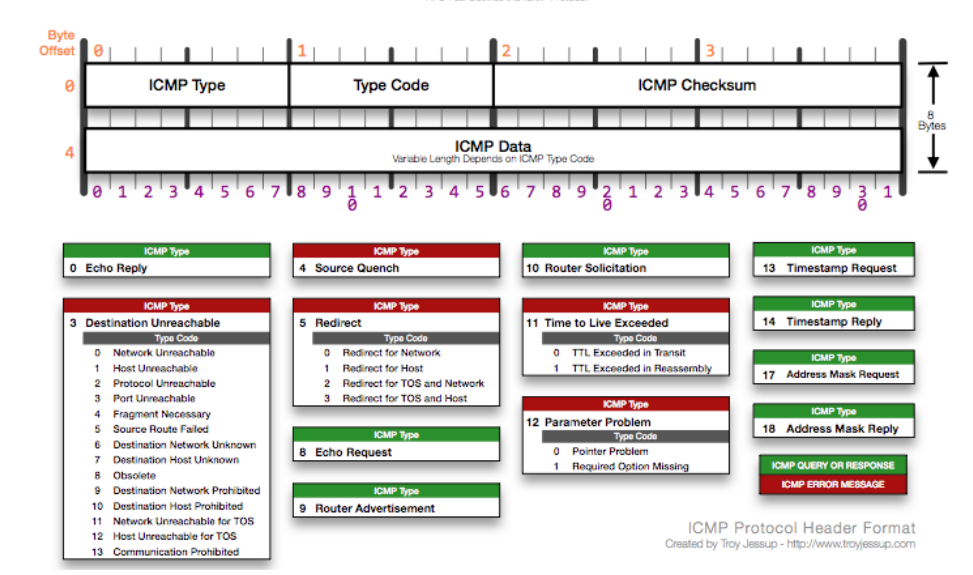 Byte
Offset
0 1 2 3
0 ICMP Type Type Code ICMP Checksum
8
Bytes
4 ICMP Data
Variable Length Depends on ICMP Type Code
0 1 2 3 4 5 6 7 8 9 10 1 2 3 4 5 6 7 8 9 20 1 2 3 4 5 6 7 8 9 30 1
ICMP Type
0 Echo Reply
ICMP Type
3 Destination Unreachable
Type Code
0 Network Unreachable
1 Host Unreachable
2 Protocol Unreachable
3 Port Unreachable
4 Fragment Necessary
5 Source Route Failed
6 Destination Network Unknown
7 Destination Host Unknown
8 Obsolete
9 Destination Network Prohibited
10 Destination Host Prohibited
11 Network Unreachable for TOS
12 Host Unreachable for TOS
13 Communication Prohibited
ICMP Type
4 Source Quench
ICMP Type
5 Redirect
Type Code
0 Redirect for Network
1 Redirect for Host
2 Redirect for TOS and Network
3 Redirect for TOS and Host
ICMP Type
8 Echo Request
ICMP Type
9 Router Advertisement
ICMP Type
10 Router Solicitation
ICMP Type
11 Time to Live Exceeded
Type Code
0 TTL Exceeded in Transit
1 TTL Exceeded in Reassembly
ICMP Type
12 Parameter Problem
Type Code
0 Pointer Problem
1 Required Option Missing
ICMP Type
13 Timestamp Request
ICMP Type
14 Timestamp Reply
ICMP Type
17 Address Mask Request
ICMP Type
18 Address Mask Reply
ICMP QUERY OR RESPONSE
ICMP ERROR MESSAGE
ICMP Protocol Header Format
Created by Troy Jessup - http://www.troyjessup.com